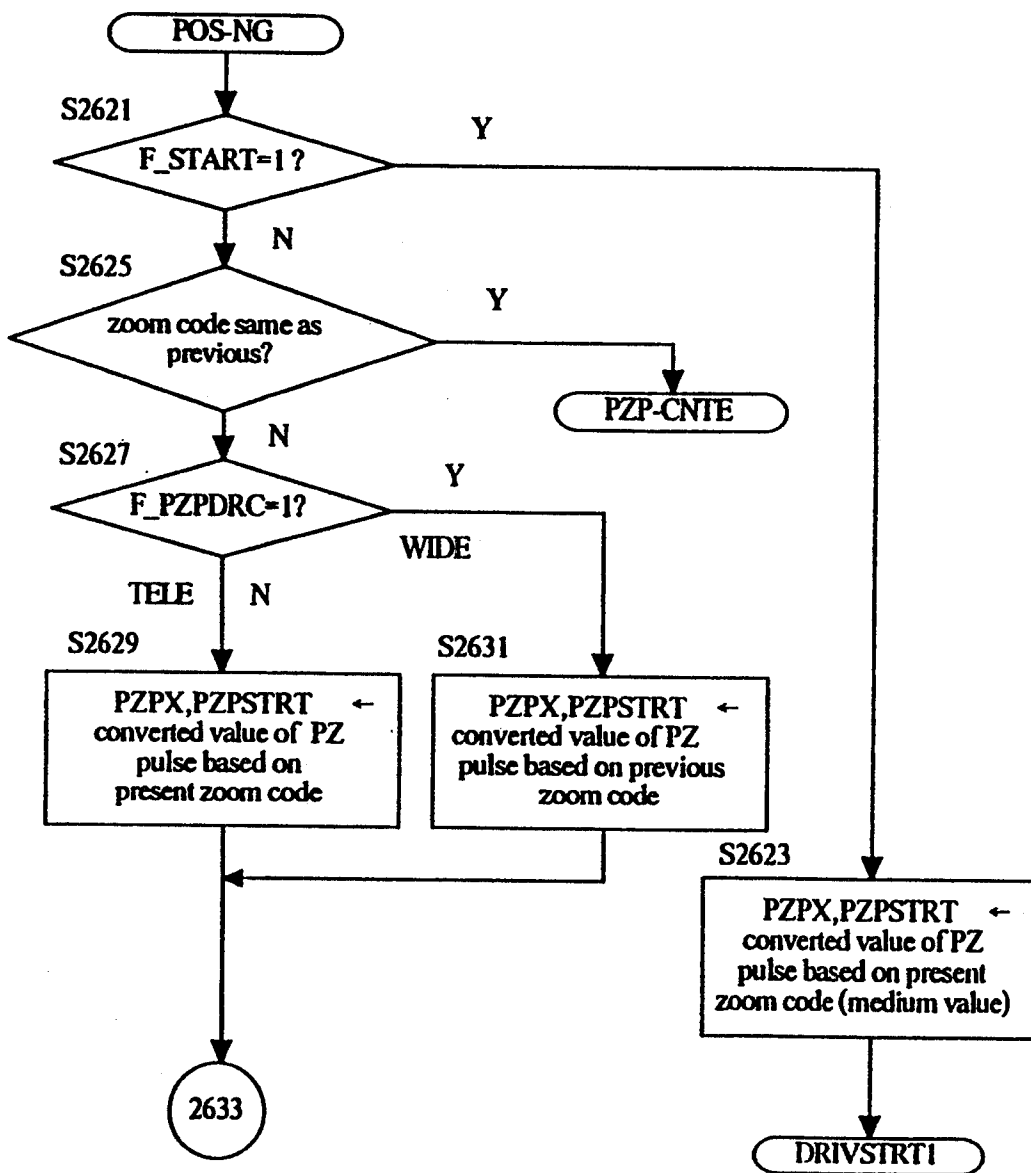 POS-NG
S2621
Y
F_START=1 ?
N
S2625
Y
zoom code same as
previous?
PZP-CNTE
N
S2627
Y
F_PZPDRC=1?
WIDE
TELE
N
S2629
S2631
PZPX,PZPSTRT ←
converted value of PZ
pulse based on
present zoom code
PZPX,PZPSTRT ←
converted value of PZ
pulse based on previous
zoom code
S2623
PZPX,PZPSTRT ←
converted value of PZ
pulse based on present
zoom code (medium value)
2633
DRIVSTRT1